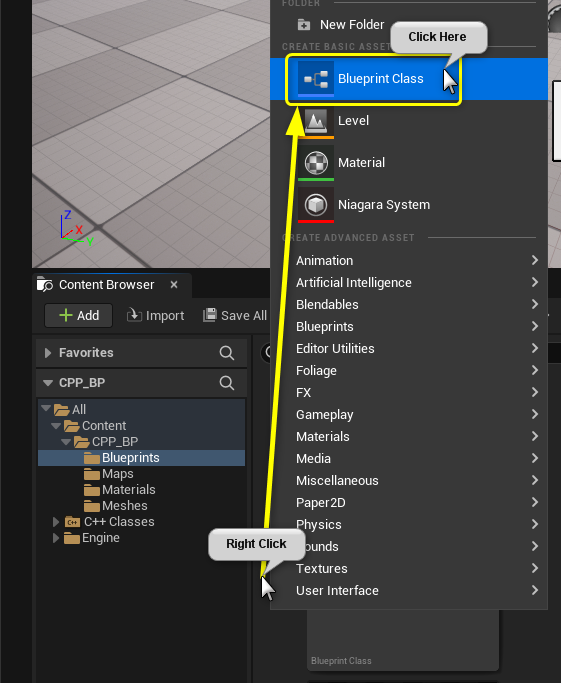 FOLDER
New Folder
Click Here
CREATE BASIC ASSET
Blueprint Class
Level
Material
Niagara System
CREATE ADVANCED ASSET
Animation
Artificial Intelligence
Blendables
Blueprints
Editor Utilities
Foliage
FX
Gameplay
Materials
Media
Miscellaneous
Paper2D
Physics
ounds
Textures
User Interface
Z
X
Y
Content Browser
Add
Import
Save All
Favorites
CPP_BP
All
Content
CPP_BP
Blueprints
Maps
Materials
Meshes
C++ Classes
Engine
Right Click
Blueprint Class